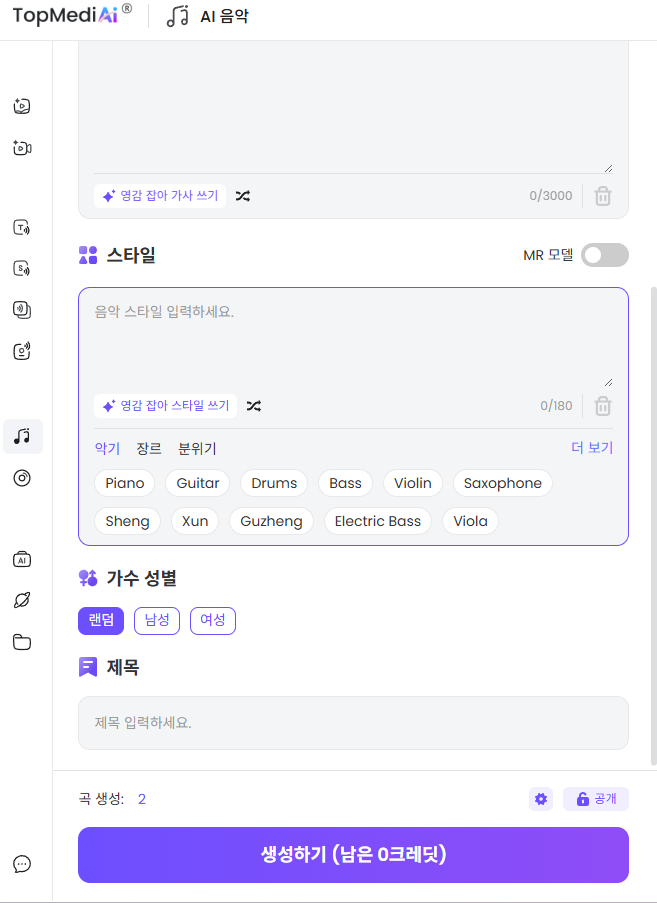 TopMediAi® AI 음악
영감 잡아 가사 쓰기 0/3000
스타일 MR 모델
음악 스타일 입력하세요.
영감 잡아 스타일 쓰기 0/180
악기 장르 분위기 더 보기
Piano Guitar Drums Bass Violin Saxophone
Sheng Xun Guzheng Electric Bass Viola
가수 성별
랜덤 남성 여성
제목
제목 입력하세요.
곡 생성: 2 공개
생성하기 (남은 0크레딧)